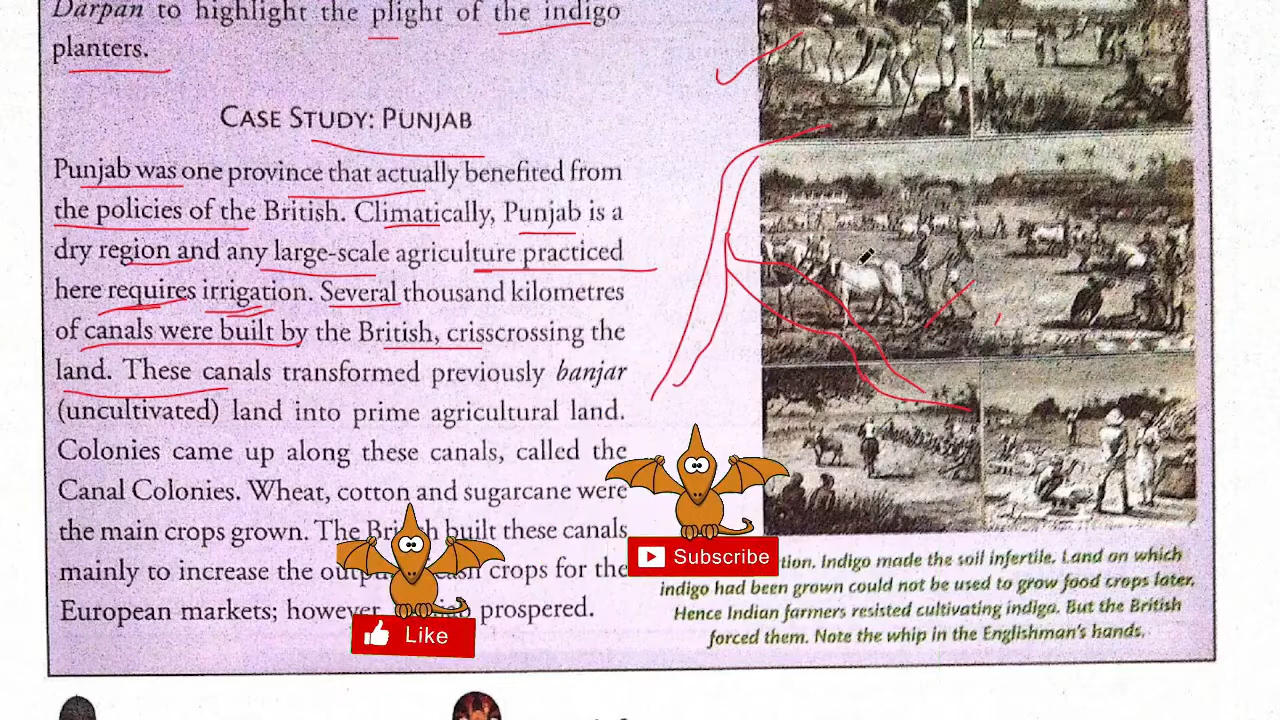 Darpan to highlight the plight of the indigo
planters.
CASE STUDY: PUNJAB
Punjab was one province that actually benefited from
the policies of the British. Climatically, Punjab is a
dry region and any large-scale agriculture practiced
here requires irrigation. Several thousand kilometres
of canals were built by the British, crisscrossing the
land. These canals transformed previously banjar
(uncultivated) land into prime agricultural land.
Colonies came up along these canals, called the
Canal Colonies. Wheat, cotton and sugarcane were
the main crops grown. The built these canals
mainly to increase the crops for the
European markets; however prospered.
Like
Subscribe
Indigo made the soil infertile. Land on which
indigo had been grown could not be used to grow food crops later.
Hence Indian farmers resisted cultivating indigo. But the British
forced them. Note the whip in the Englishman's hands.